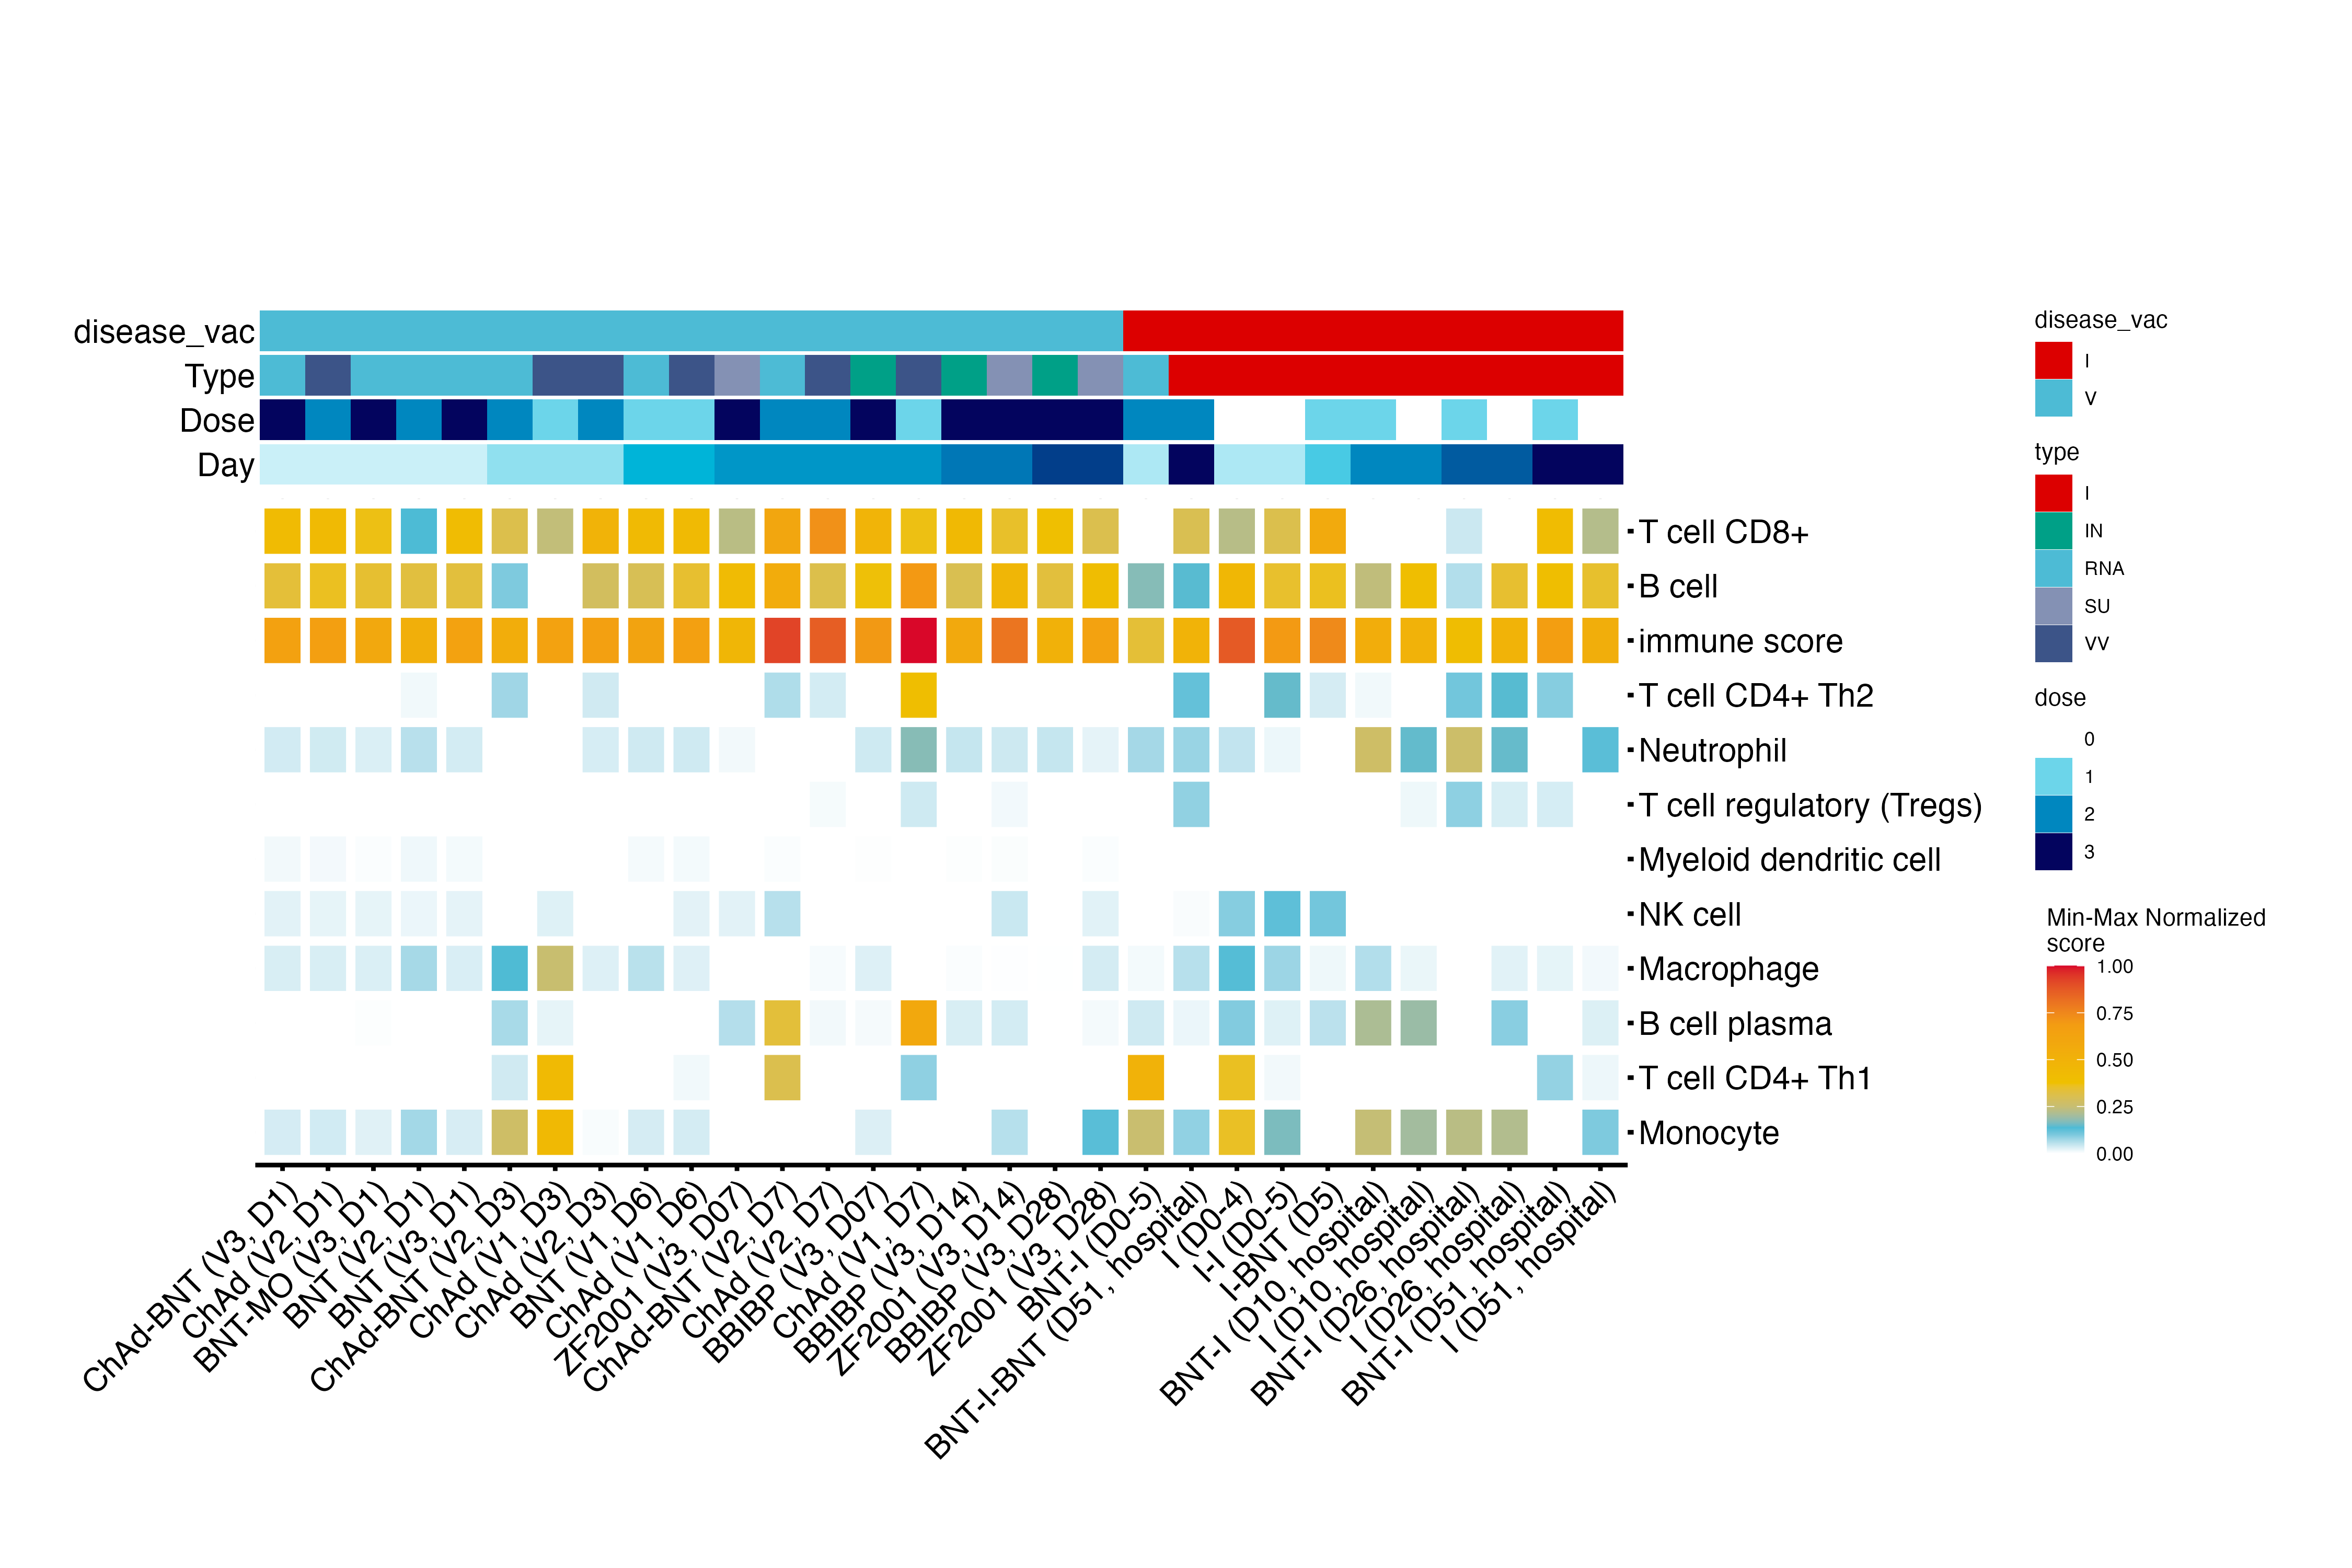 disease_vac
Type
Dose
Day
T cell CD8+
B cell
immune score
T cell CD4+ Th2
Neutrophil
T cell regulatory (Tregs)
Myeloid dendritic cell
NK cell
Macrophage
B cell plasma
T cell CD4+ Th1
Monocyte
ChAd-BNT (V3, D1)
ChAd (V2, D1)
BNT-MO (V3, D1)
BNT (V2, D1)
BNT (V3, D1)
ChAd-BNT (V2, D3)
ChAd (V1, D3)
ChAd (V2, D3)
BNT (V1, D6)
ChAd (V1, D6)
ZF2001 (V3, D07)
ChAd-BNT (V2, D7)
ChAd (V2, D7)
BBIBP (V3, D07)
ChAd (V1, D7)
BBIBP (V3, D14)
ZF2001 (V3, D14)
BBIBP (V3, D28)
ZF2001 (V3, D28)
BNT-I (D0-5)
BNT-I-BNT (D51, hospital)
I (D0-4)
I-I (D0-5)
I-BNT (D5)
BNT-I (D10, hospital)
I (D10, hospital)
BNT-I (D26, hospital)
I (D26, hospital)
BNT-I (D51, hospital)
I (D51, hospital)
disease_vac
I
V
type
I
IN
RNA
SU
VV
dose
0
1
2
3
Min-Max Normalized
score
1.00
0.75
0.50
0.25
0.00